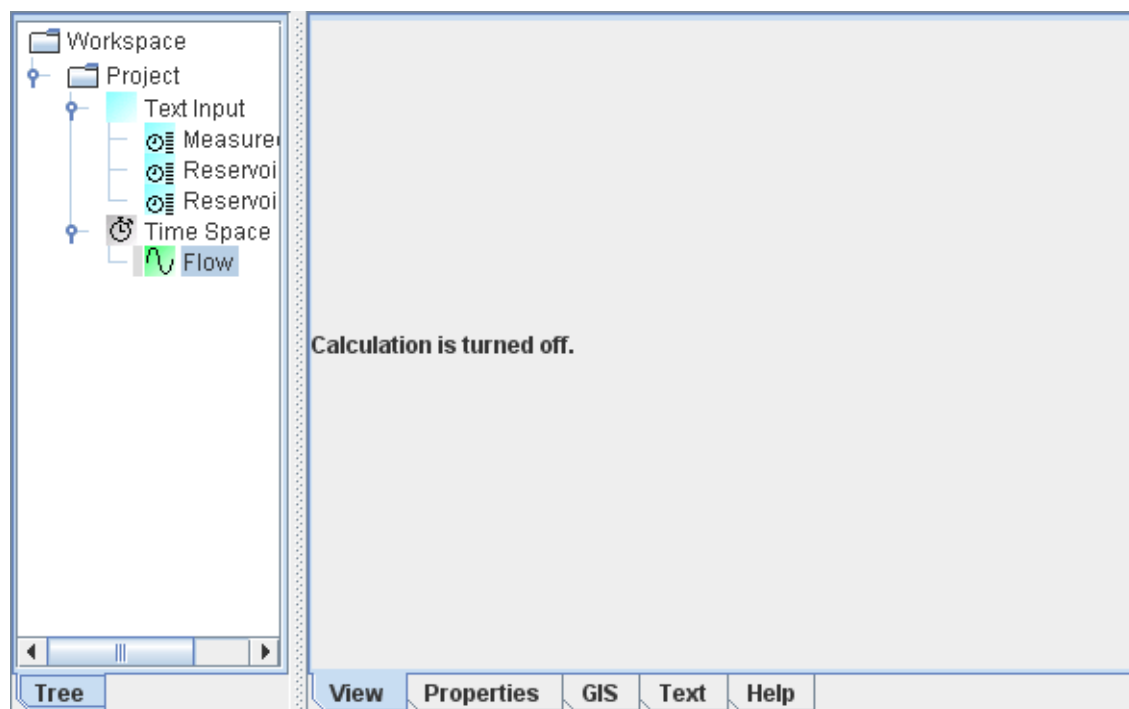 Workspace
Project
Text Input
Measure
Reservoi
Reservoi
Time Space
Flow
Calculation is turned off.
Tree
View Properties GIS Text Help